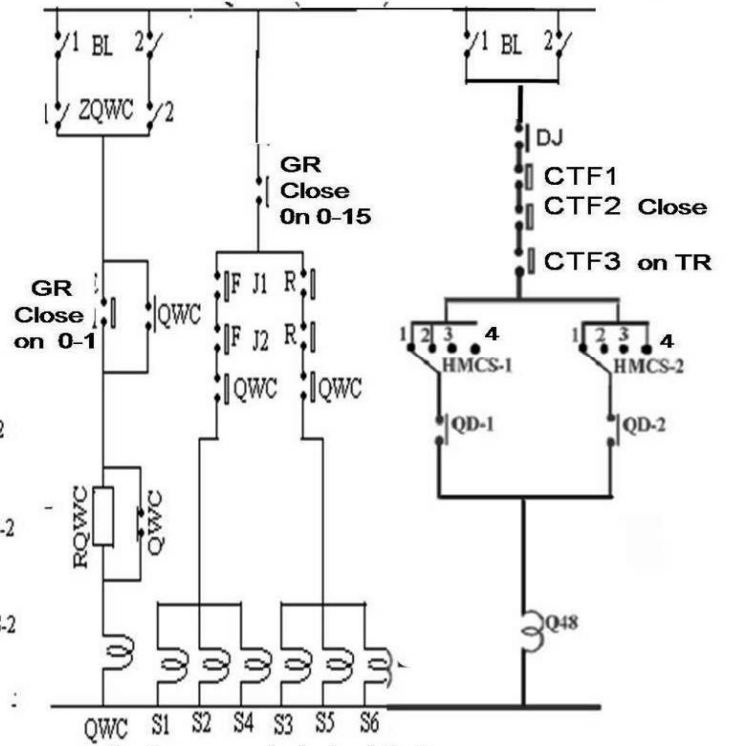 1 BL 2
1 BL 2
1 ZQWC 2
DJ
GR
Close
0n 0-15
CTF1
CTF2 Close
CTF3 on TR
GR
Close
on 0-1
QWC
F J1 R
F J2 R
QWC QWC
1 2 3 4
HMCS-1
1 2 3 4
HMCS-2
QD-1
QD-2
RQWC
QWC
-2
-2
Q48
QWC S1 S2 S4 S3 S5 S6